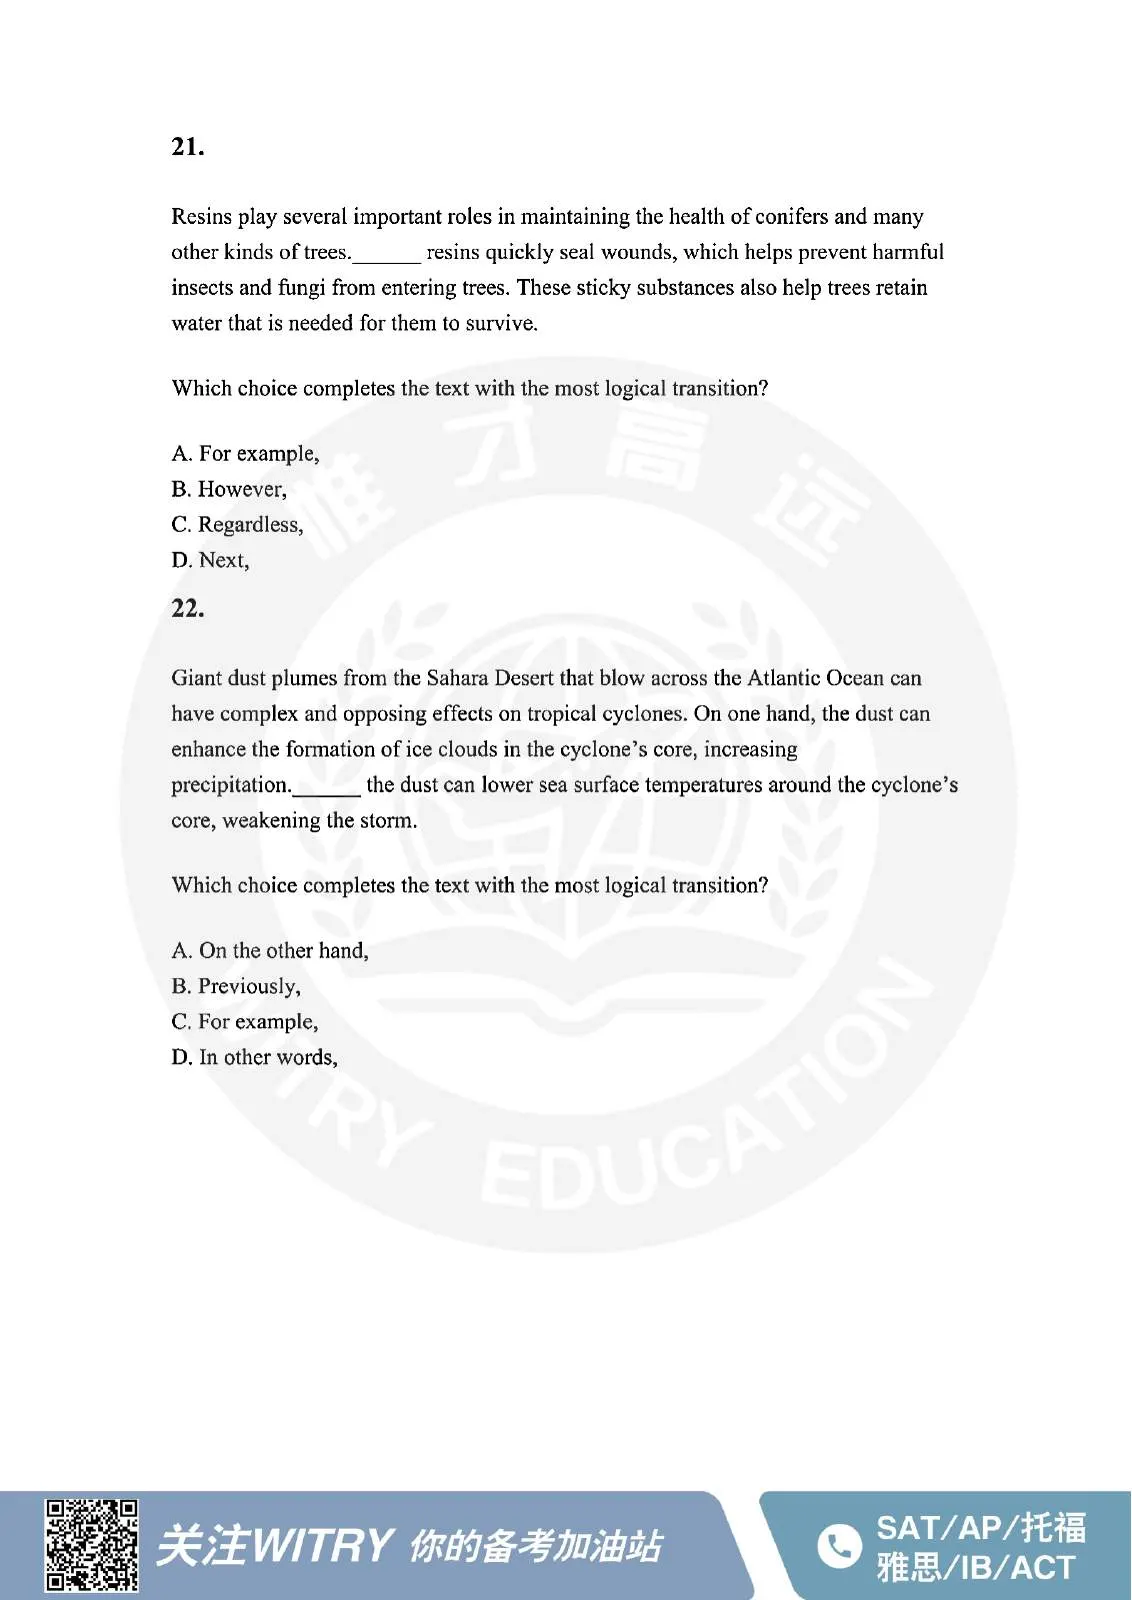 21.
Resins play several important roles in maintaining the health of conifers and many
other kinds of trees.______ resins quickly seal wounds, which helps prevent harmful
insects and fungi from entering trees. These sticky substances also help trees retain
water that is needed for them to survive.
Which choice completes the text with the most logical transition?
A. For example,
B. However,
C. Regardless,
D. Next,
22.
Giant dust plumes from the Sahara Desert that blow across the Atlantic Ocean can
have complex and opposing effects on tropical cyclones. On one hand, the dust can
enhance the formation of ice clouds in the cyclone’s core, increasing
precipitation.______ the dust can lower sea surface temperatures around the cyclone’s
core, weakening the storm.
Which choice completes the text with the most logical transition?
A. On the other hand,
B. Previously,
C. For example,
D. In other words,
惟才高远
WITRY EDUCATION
关注WITRY 你的备考加油站
SAT/AP/托福
雅思/IB/ACT